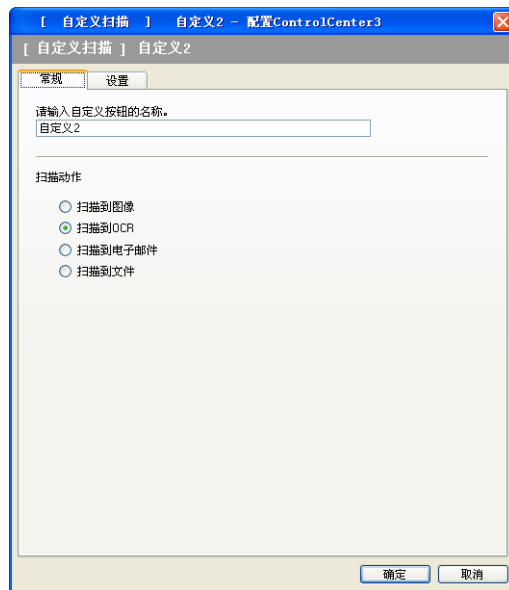 [ 自定义扫描 ] 自定义2 - 配置ControlCenter3
[ 自定义扫描 ] 自定义2
常规 设置
请输入自定义按钮的名称。
自定义2
扫描动作
扫描到图像
扫描到OCR
扫描到电子邮件
扫描到文件
确定 取消